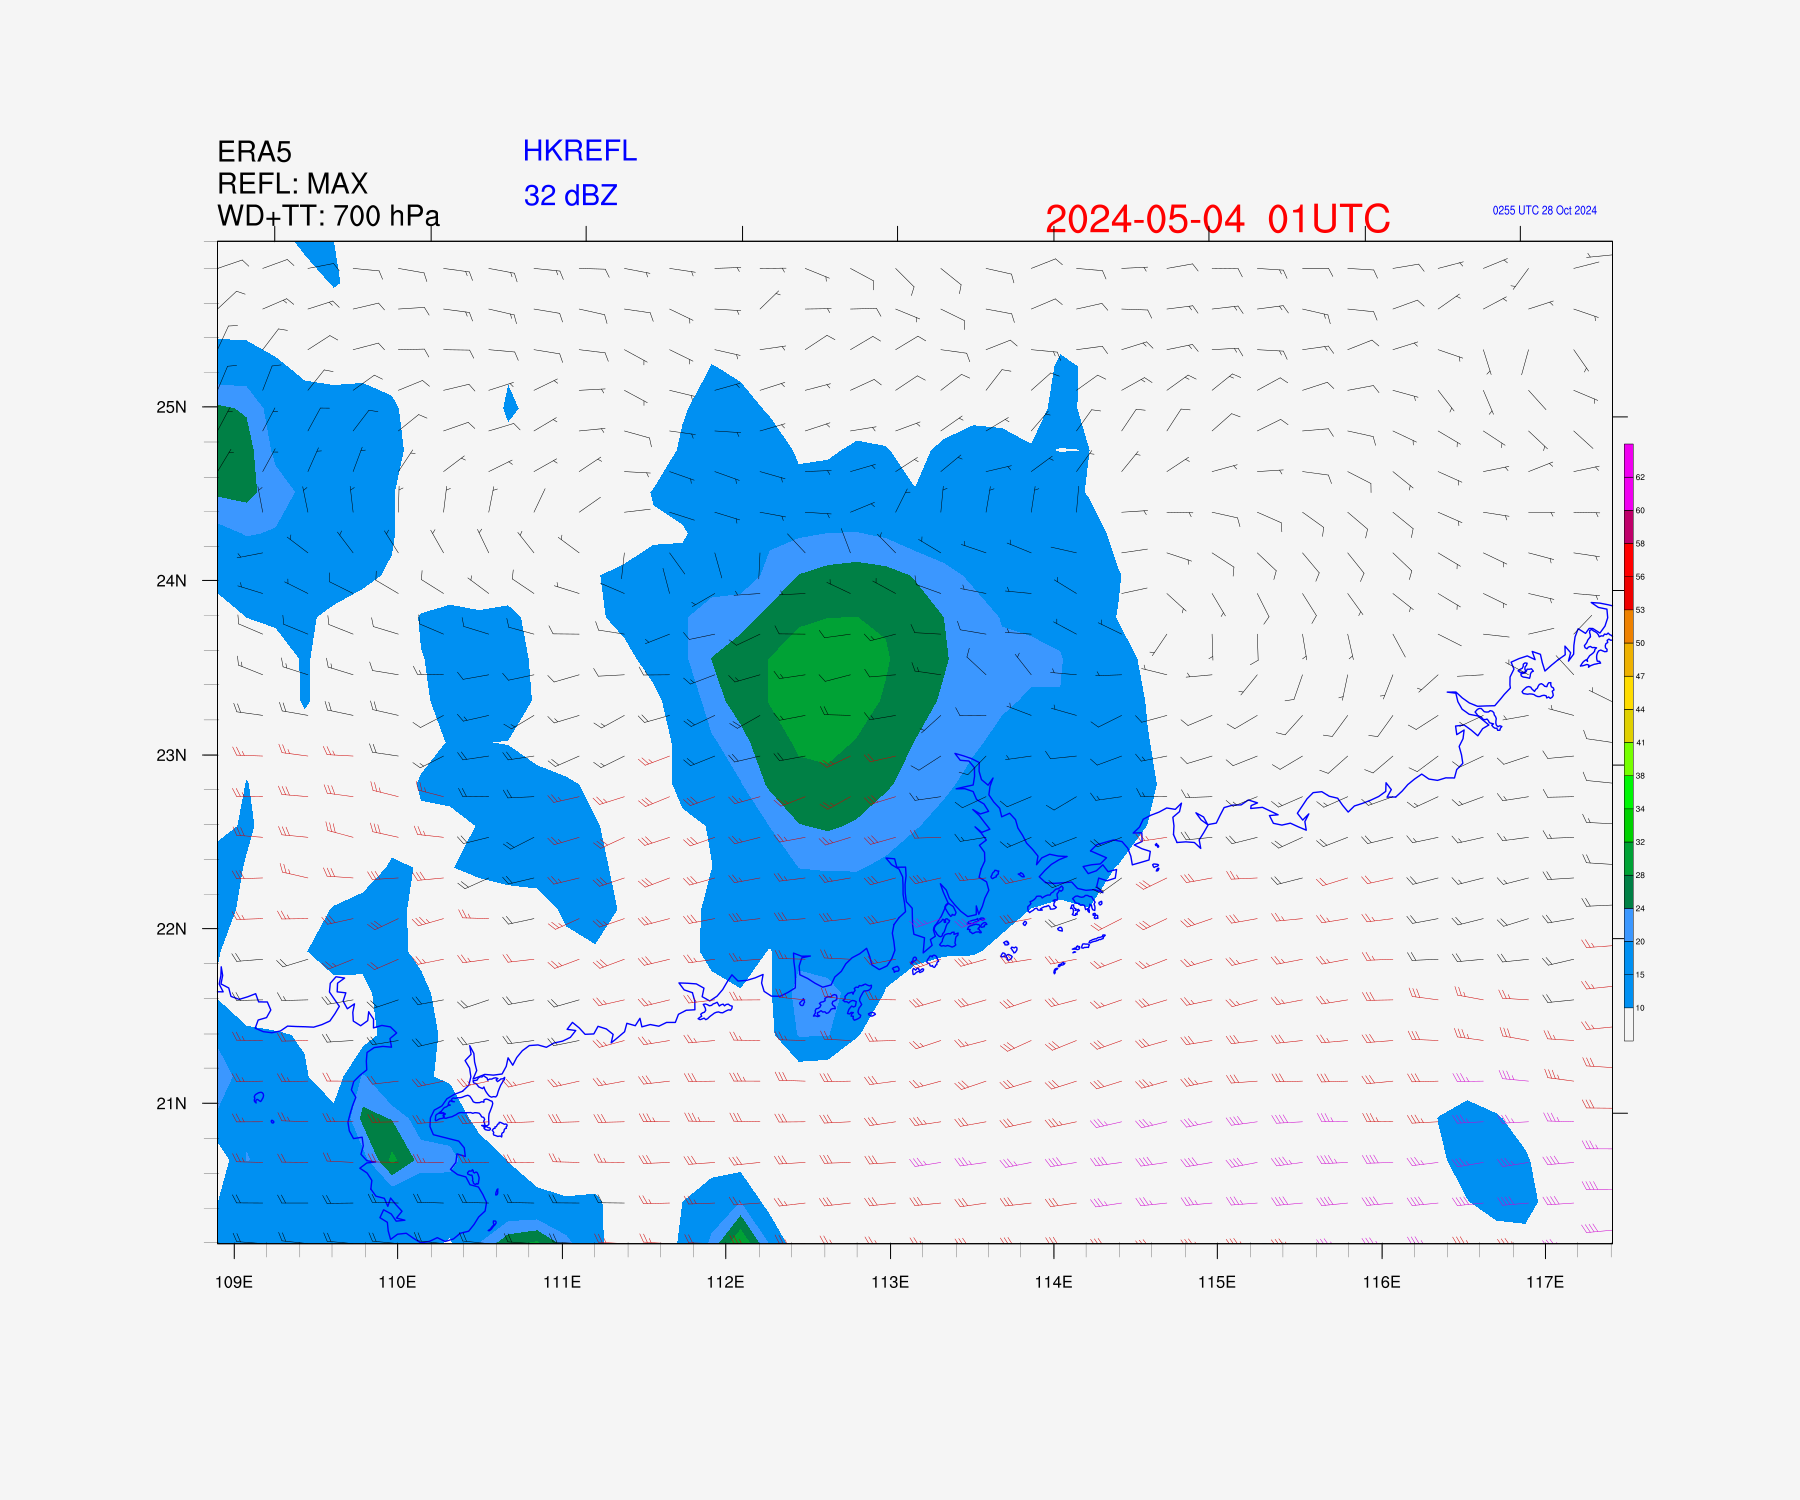 ERA5
HKREFL
REFL: MAX
32 dBZ
WD+TT: 700 hPa
2024-05-04 01UTC
0255 UTC 28 Oct 2024
25N
24N
23N
22N
21N
109E
110E
111E
112E
113E
114E
115E
116E
117E
62
60
58
56
53
50
47
44
41
38
34
32
28
24
20
15
10